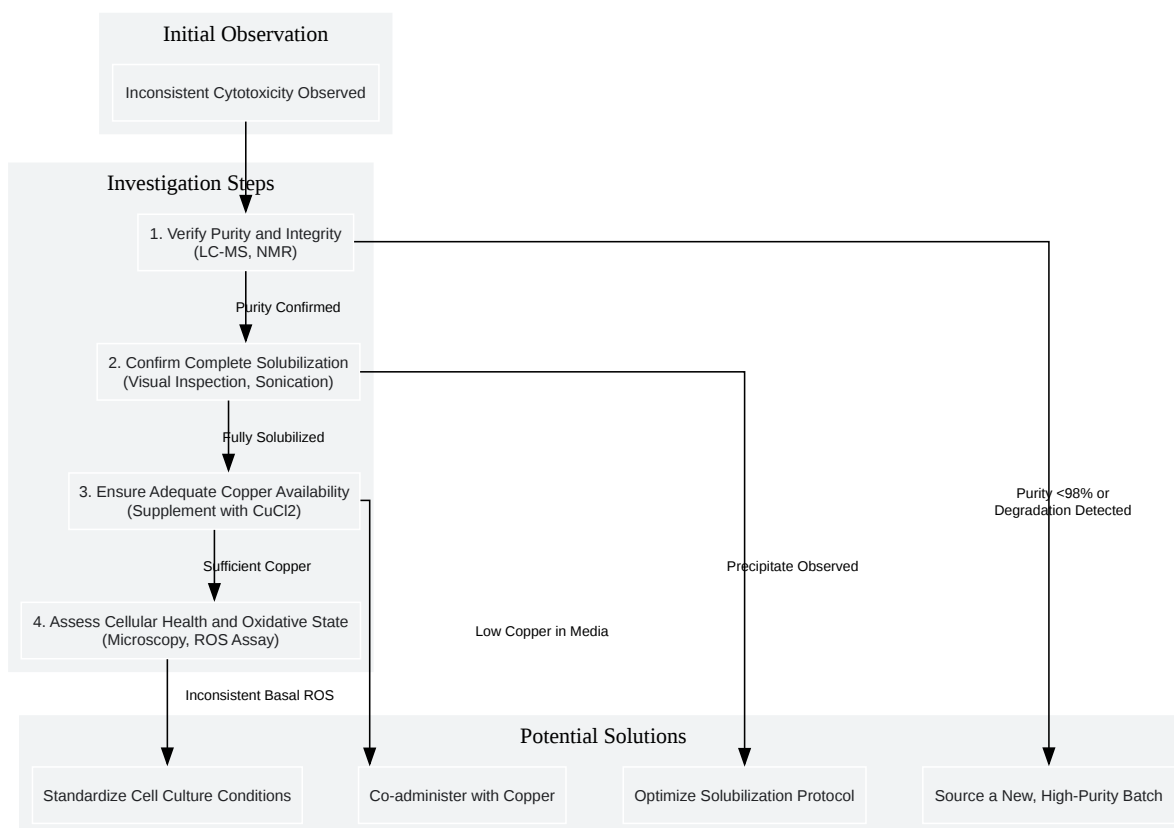 Initial Observation
Inconsistent Cytotoxicity Observed
Investigation Steps
1. Verify Purity and Integrity
(LC-MS, NMR)
Purity Confirmed
2. Confirm Complete Solubilization
(Visual Inspection, Sonication)
Fully Solubilized
3. Ensure Adequate Copper Availability
(Supplement with CuCl2)
Purity <98% or
Degradation Detected
Sufficient Copper
Precipitate Observed
4. Assess Cellular Health and Oxidative State
(Microscopy, ROS Assay)
Low Copper in Media
Inconsistent Basal ROS
Potential Solutions
Standardize Cell Culture Conditions
Co-administer with Copper
Optimize Solubilization Protocol
Source a New, High-Purity Batch